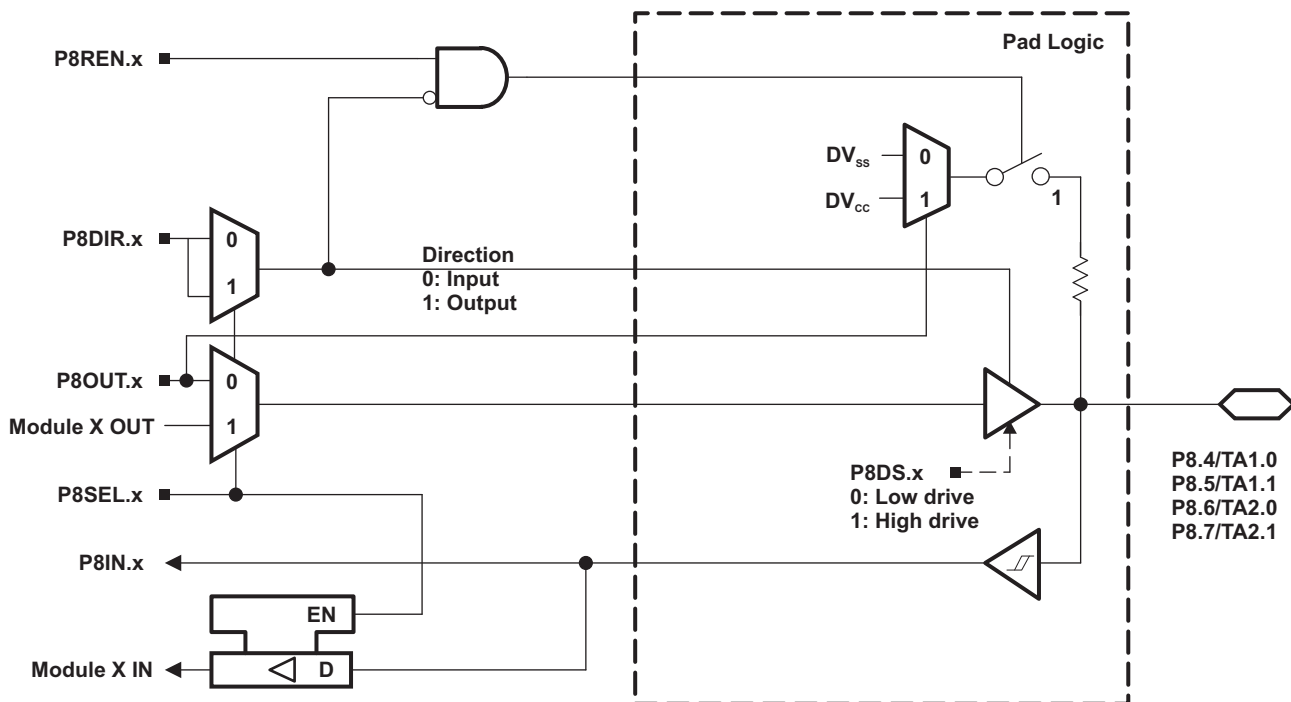 Pad Logic
P8REN.x
DVSS
0
DVCC
1
1
P8DIR.x
0
1
Direction
0: Input
1: Output
P8OUT.x
0
Module X OUT
1
P8DS.x
0: Low drive
1: High drive
P8.4/TA1.0
P8.5/TA1.1
P8.6/TA2.0
P8.7/TA2.1
P8SEL.x
P8IN.x
EN
Module X IN
D